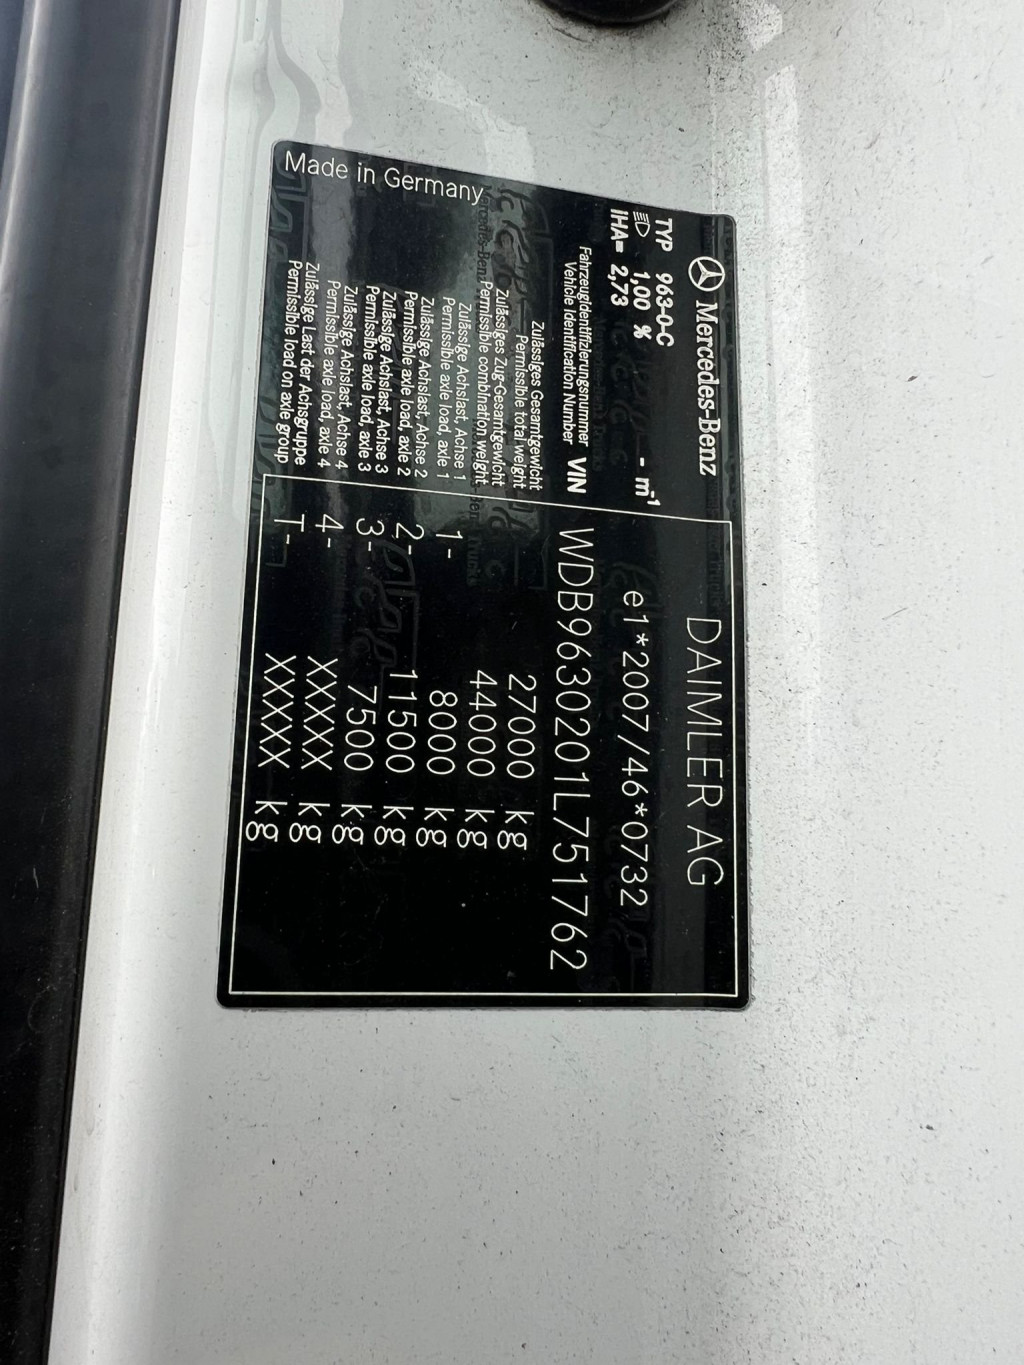 Mercedes-Benz DAIMLER AG
TYP 963-0-C
1,00 % - m-1 e1*2007/46*0732
IHA= 2,73
Fahrzeugidentifizierungsnummer
Vehicle Identification Number VIN WDB9630201L751762
Zulässiges Gesamtgewicht
Permissible total weight 27000 kg
Zulässiges Zug-Gesamtgewicht
Permissible combination weight 44000 kg
Zulässige Achslast, Achse 1
Permissible axle load, axle 1 1- 8000 kg
Zulässige Achslast, Achse 2
Permissible axle load, axle 2 2- 11500 kg
Zulässige Achslast, Achse 3
Permissible axle load, axle 3 3- 7500 kg
Zulässige Achslast, Achse 4
Permissible axle load, axle 4 4- XXXXX kg
Zulässige Last der Achsgruppe
Permissible load on axle group T- XXXXX kg
Made in Germany